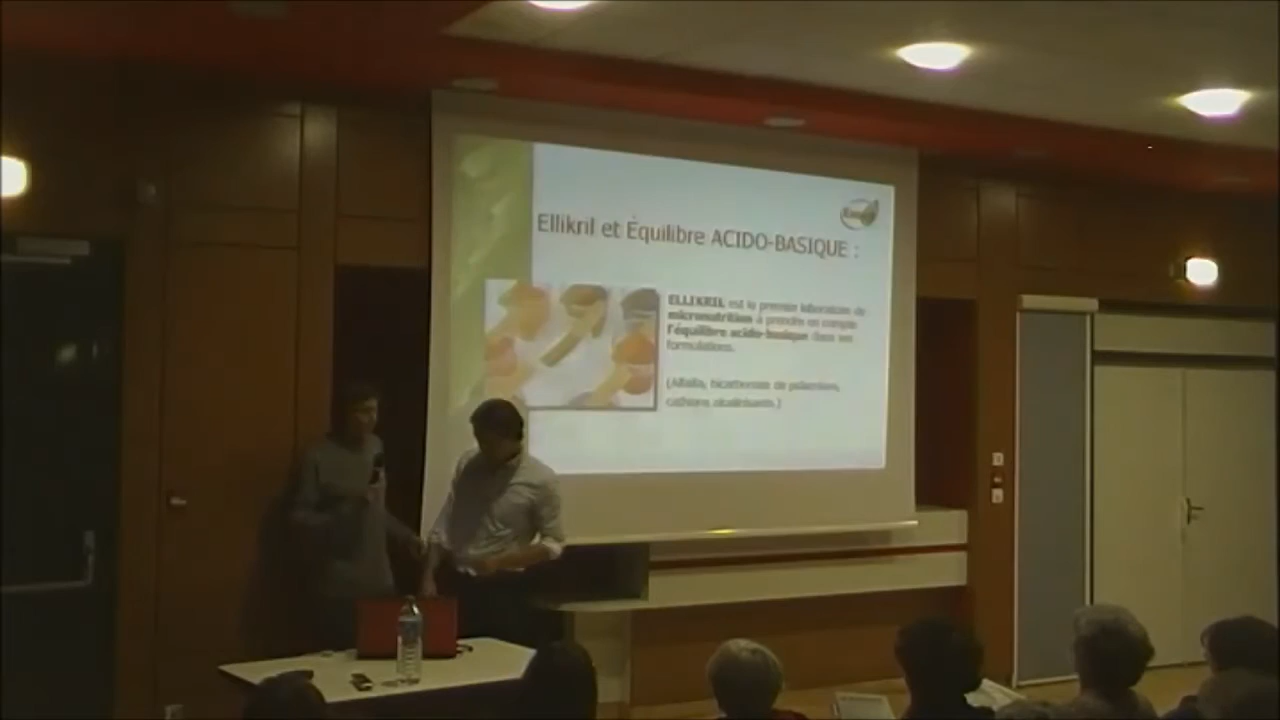 Ellikril et Équilibre ACIDO-BASIQUE :
ELLIKRIL est le premier laboratoire de
micronutrition à prendre en compte
l'équilibre acido-basique dans ses
formulations.
(Alfalfa, bicarbonate de potassium,
cations alcalinisants.)